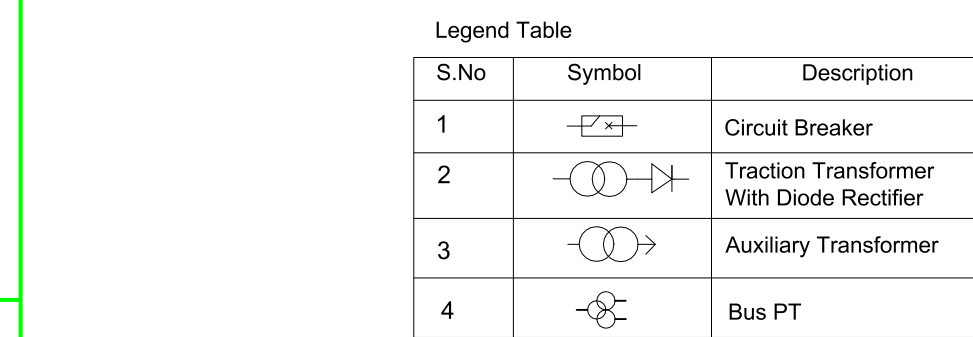 Legend Table
S.No Symbol Description
1 Circuit Breaker
2 Traction Transformer
With Diode Rectifier
3 Auxiliary Transformer
4 Bus PT